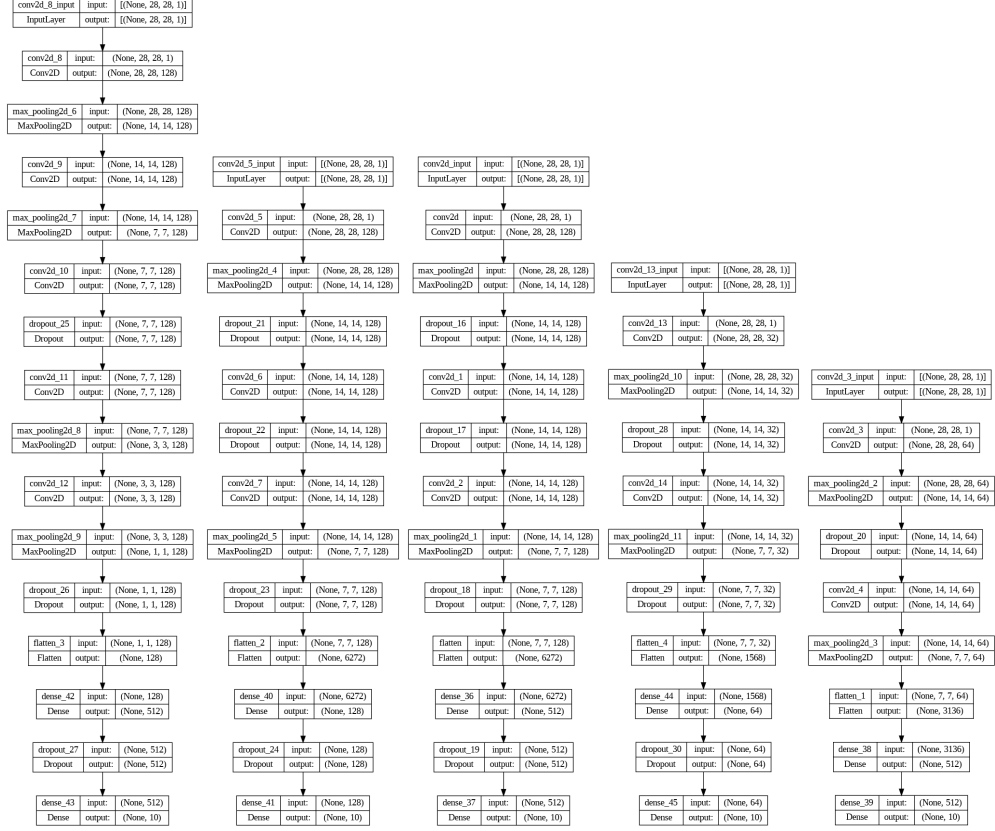 conv2d_8_input input: [(None, 28, 28, 1)]
InputLayer output: [(None, 28, 28, 1)]
conv2d_8 input: (None, 28, 28, 1)
Conv2D output: (None, 28, 28, 128)
max_pooling2d_6 input: (None, 28, 28, 128)
MaxPooling2D output: (None, 14, 14, 128)
conv2d_9 input: (None, 14, 14, 128)
Conv2D output: (None, 14, 14, 128)
max_pooling2d_7 input: (None, 14, 14, 128)
MaxPooling2D output: (None, 7, 7, 128)
conv2d_10 input: (None, 7, 7, 128)
Conv2D output: (None, 7, 7, 128)
dropout_25 input: (None, 7, 7, 128)
Dropout output: (None, 7, 7, 128)
conv2d_11 input: (None, 7, 7, 128)
Conv2D output: (None, 7, 7, 128)
max_pooling2d_8 input: (None, 7, 7, 128)
MaxPooling2D output: (None, 3, 3, 128)
conv2d_12 input: (None, 3, 3, 128)
Conv2D output: (None, 3, 3, 128)
max_pooling2d_9 input: (None, 3, 3, 128)
MaxPooling2D output: (None, 1, 1, 128)
dropout_26 input: (None, 1, 1, 128)
Dropout output: (None, 1, 1, 128)
flatten_3 input: (None, 1, 1, 128)
Flatten output: (None, 128)
dense_42 input: (None, 128)
Dense output: (None, 512)
dropout_27 input: (None, 512)
Dropout output: (None, 512)
dense_43 input: (None, 512)
Dense output: (None, 10)
conv2d_5_input input: [(None, 28, 28, 1)]
InputLayer output: [(None, 28, 28, 1)]
conv2d_5 input: (None, 28, 28, 1)
Conv2D output: (None, 28, 28, 128)
max_pooling2d_4 input: (None, 28, 28, 128)
MaxPooling2D output: (None, 14, 14, 128)
dropout_21 input: (None, 14, 14, 128)
Dropout output: (None, 14, 14, 128)
conv2d_6 input: (None, 14, 14, 128)
Conv2D output: (None, 14, 14, 128)
dropout_22 input: (None, 14, 14, 128)
Dropout output: (None, 14, 14, 128)
conv2d_7 input: (None, 14, 14, 128)
Conv2D output: (None, 14, 14, 128)
max_pooling2d_5 input: (None, 14, 14, 128)
MaxPooling2D output: (None, 7, 7, 128)
dropout_23 input: (None, 7, 7, 128)
Dropout output: (None, 7, 7, 128)
flatten_2 input: (None, 7, 7, 128)
Flatten output: (None, 6272)
dense_40 input: (None, 6272)
Dense output: (None, 128)
dropout_24 input: (None, 128)
Dropout output: (None, 128)
dense_41 input: (None, 128)
Dense output: (None, 10)
conv2d_input input: [(None, 28, 28, 1)]
InputLayer output: [(None, 28, 28, 1)]
conv2d input: (None, 28, 28, 1)
Conv2D output: (None, 28, 28, 128)
max_pooling2d input: (None, 28, 28, 128)
MaxPooling2D output: (None, 14, 14, 128)
dropout_16 input: (None, 14, 14, 128)
Dropout output: (None, 14, 14, 128)
conv2d_1 input: (None, 14, 14, 128)
Conv2D output: (None, 14, 14, 128)
dropout_17 input: (None, 14, 14, 128)
Dropout output: (None, 14, 14, 128)
conv2d_2 input: (None, 14, 14, 128)
Conv2D output: (None, 14, 14, 128)
max_pooling2d_1 input: (None, 14, 14, 128)
MaxPooling2D output: (None, 7, 7, 128)
dropout_18 input: (None, 7, 7, 128)
Dropout output: (None, 7, 7, 128)
flatten input: (None, 7, 7, 128)
Flatten output: (None, 6272)
dense_36 input: (None, 6272)
Dense output: (None, 512)
dropout_19 input: (None, 512)
Dropout output: (None, 512)
dense_37 input: (None, 512)
Dense output: (None, 10)
conv2d_13_input input: [(None, 28, 28, 1)]
InputLayer output: [(None, 28, 28, 1)]
conv2d_13 input: (None, 28, 28, 1)
Conv2D output: (None, 28, 28, 32)
max_pooling2d_10 input: (None, 28, 28, 32)
MaxPooling2D output: (None, 14, 14, 32)
dropout_28 input: (None, 14, 14, 32)
Dropout output: (None, 14, 14, 32)
conv2d_14 input: (None, 14, 14, 32)
Conv2D output: (None, 14, 14, 32)
max_pooling2d_11 input: (None, 14, 14, 32)
MaxPooling2D output: (None, 7, 7, 32)
dropout_29 input: (None, 7, 7, 32)
Dropout output: (None, 7, 7, 32)
flatten_4 input: (None, 7, 7, 32)
Flatten output: (None, 1568)
dense_44 input: (None, 1568)
Dense output: (None, 64)
dropout_30 input: (None, 64)
Dropout output: (None, 64)
dense_45 input: (None, 64)
Dense output: (None, 10)
conv2d_3_input input: [(None, 28, 28, 1)]
InputLayer output: [(None, 28, 28, 1)]
conv2d_3 input: (None, 28, 28, 1)
Conv2D output: (None, 28, 28, 64)
max_pooling2d_2 input: (None, 28, 28, 64)
MaxPooling2D output: (None, 14, 14, 64)
dropout_20 input: (None, 14, 14, 64)
Dropout output: (None, 14, 14, 64)
conv2d_4 input: (None, 14, 14, 64)
Conv2D output: (None, 14, 14, 64)
max_pooling2d_3 input: (None, 14, 14, 64)
MaxPooling2D output: (None, 7, 7, 64)
flatten_1 input: (None, 7, 7, 64)
Flatten output: (None, 3136)
dense_38 input: (None, 3136)
Dense output: (None, 512)
dense_39 input: (None, 512)
Dense output: (None, 10)